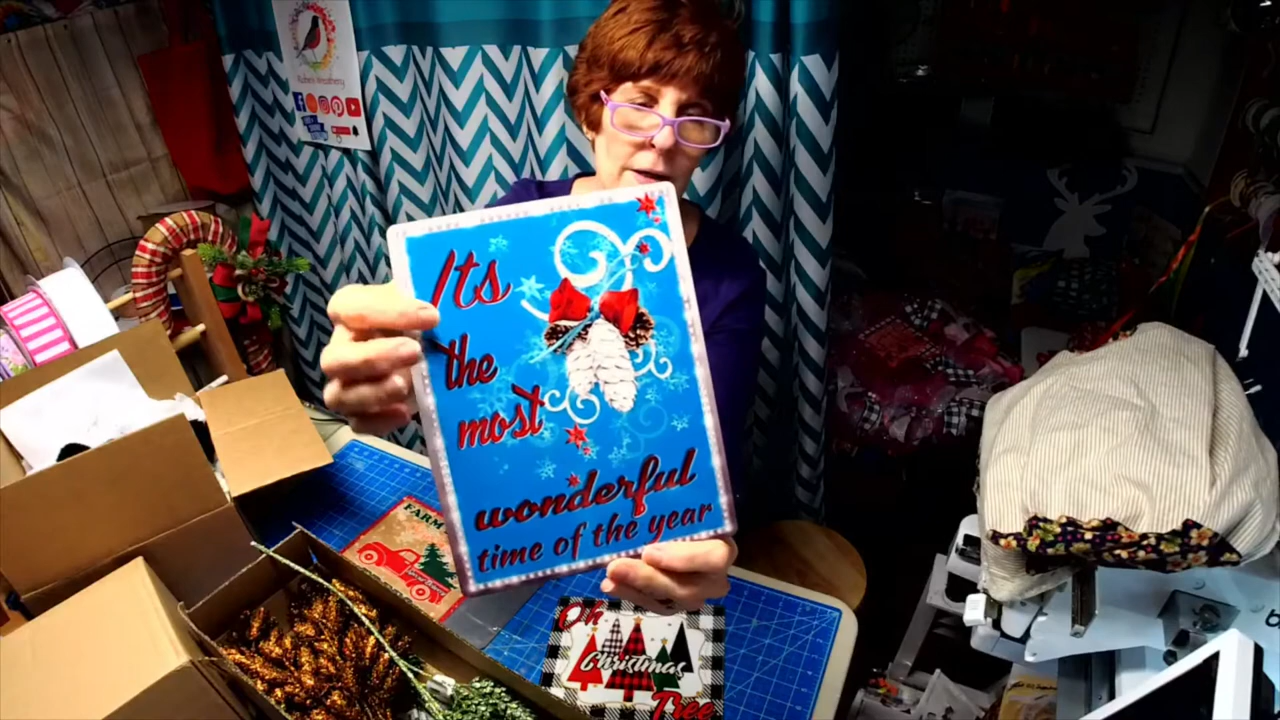 Its
the
most
wonderful
time of the year
FARM
Oh
Christmas
Tree